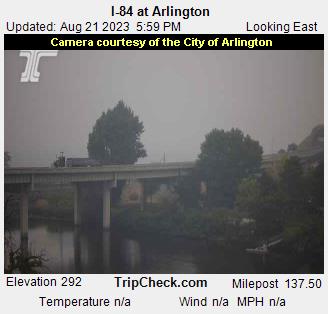 I-84 at Arlington
Updated: Aug 21 2023 5:59 PM Looking East
Camera courtesy of the City of Arlington
Elevation 292 TripCheck.com Milepost 137.50
Temperature n/a Wind n/a MPH n/a